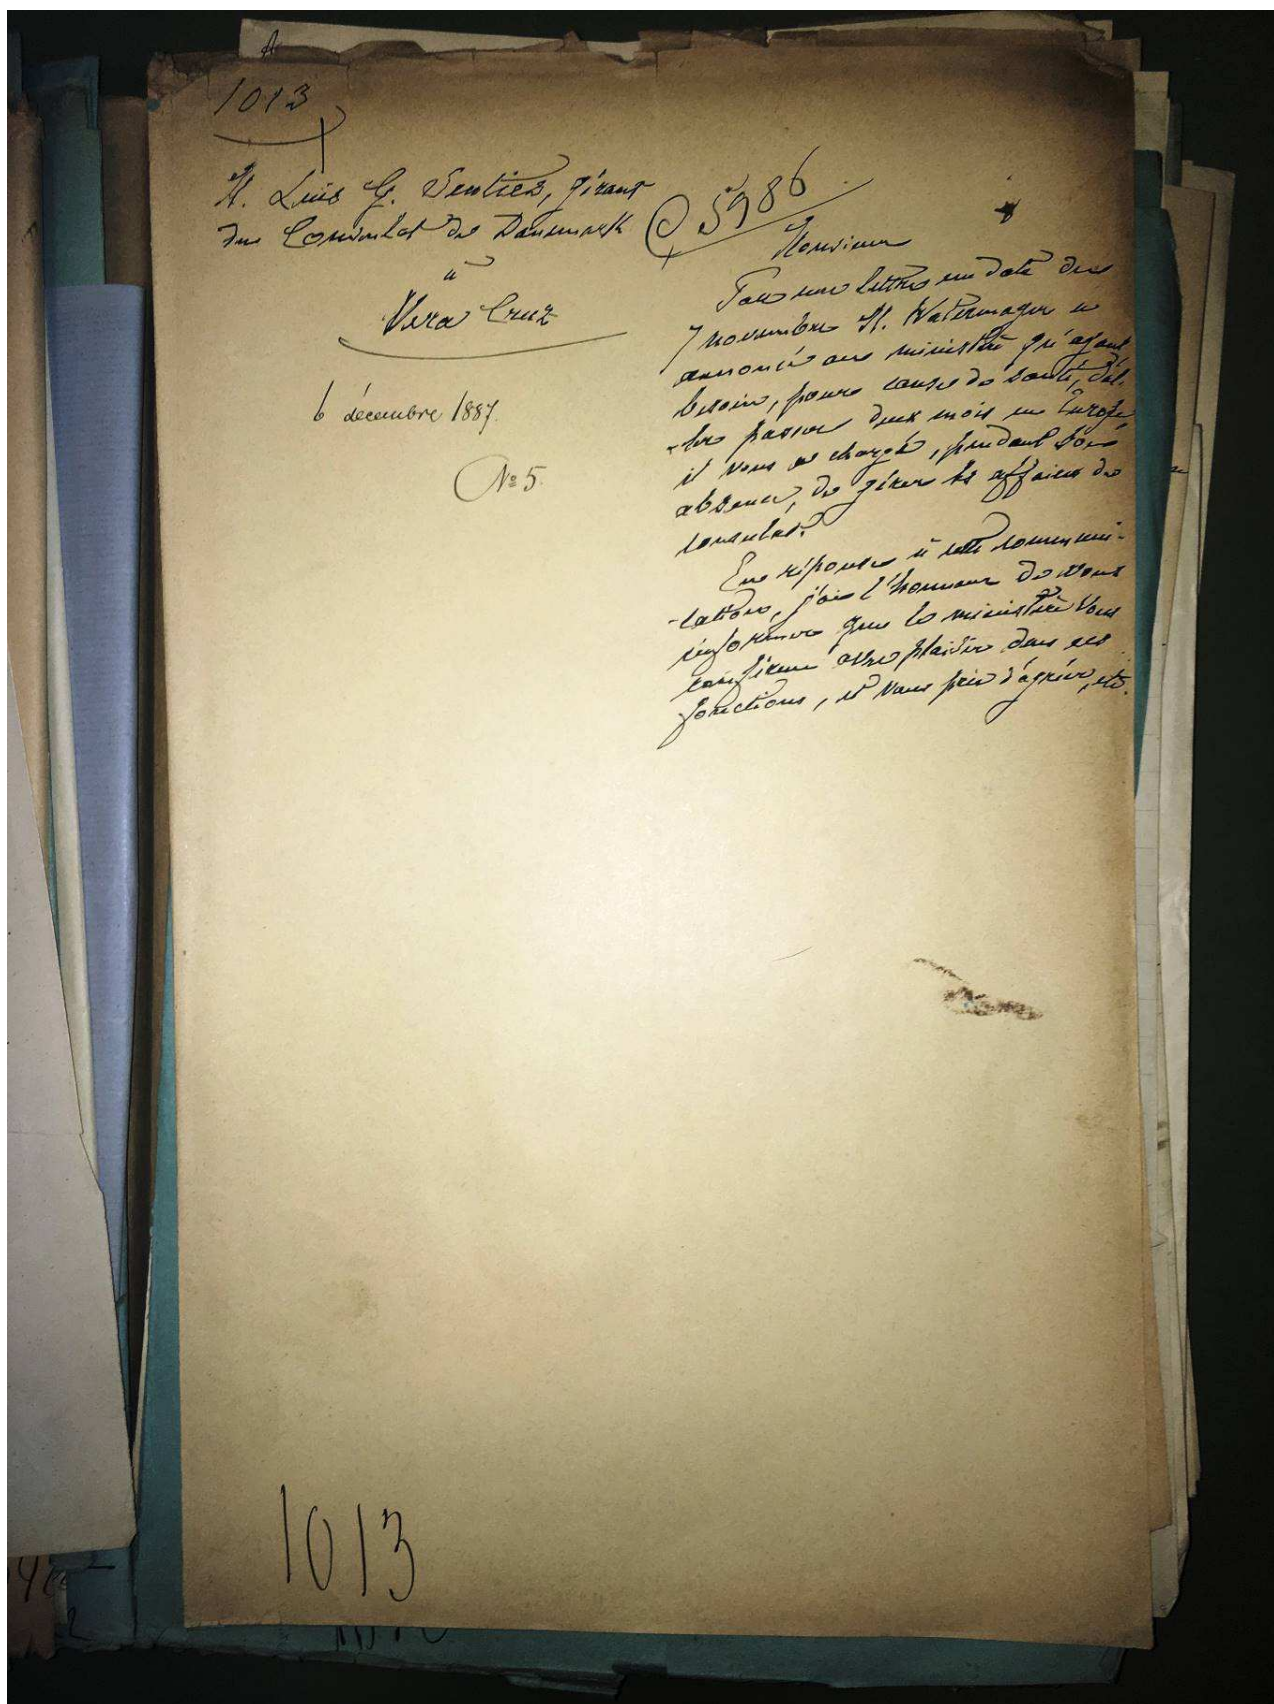 1013
M. Luis G. Senties, gérant
du Consulat de Danemark
à
Vera Cruz
6 décembre 1887.
No 5.
5986
Monsieur
Par une lettre en date du
7 novembre M. Watermeyer a
annoncé au ministère qu'ayant
besoin, pour cause de santé, d'al-
-ler passer deux mois en Europe
il vous a chargé, pendant son
absence, de gérer les affaires du
consulat.
En réponse à cette communi-
-cation, j'ai l'honneur de vous
informer que le ministère Vous
confirme avec plaisir dans ces
fonctions, et Vous prie d'agréer, etc.
1013